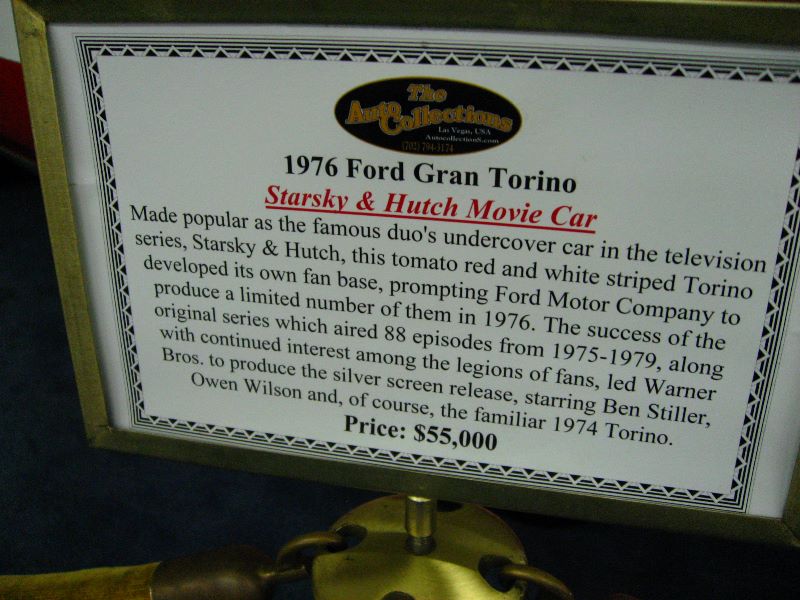 The
Auto Collections
Las Vegas, USA
AutocollectionS.com
(702) 794-3174
1976 Ford Gran Torino
Starsky & Hutch Movie Car
Made popular as the famous duo's undercover car in the television
series, Starsky & Hutch, this tomato red and white striped Torino
developed its own fan base, prompting Ford Motor Company to
produce a limited number of them in 1976. The success of the
original series which aired 88 episodes from 1975-1979, along
with continued interest among the legions of fans, led Warner
Bros. to produce the silver screen release, starring Ben Stiller,
Owen Wilson and, of course, the familiar 1974 Torino.
Price: $55,000